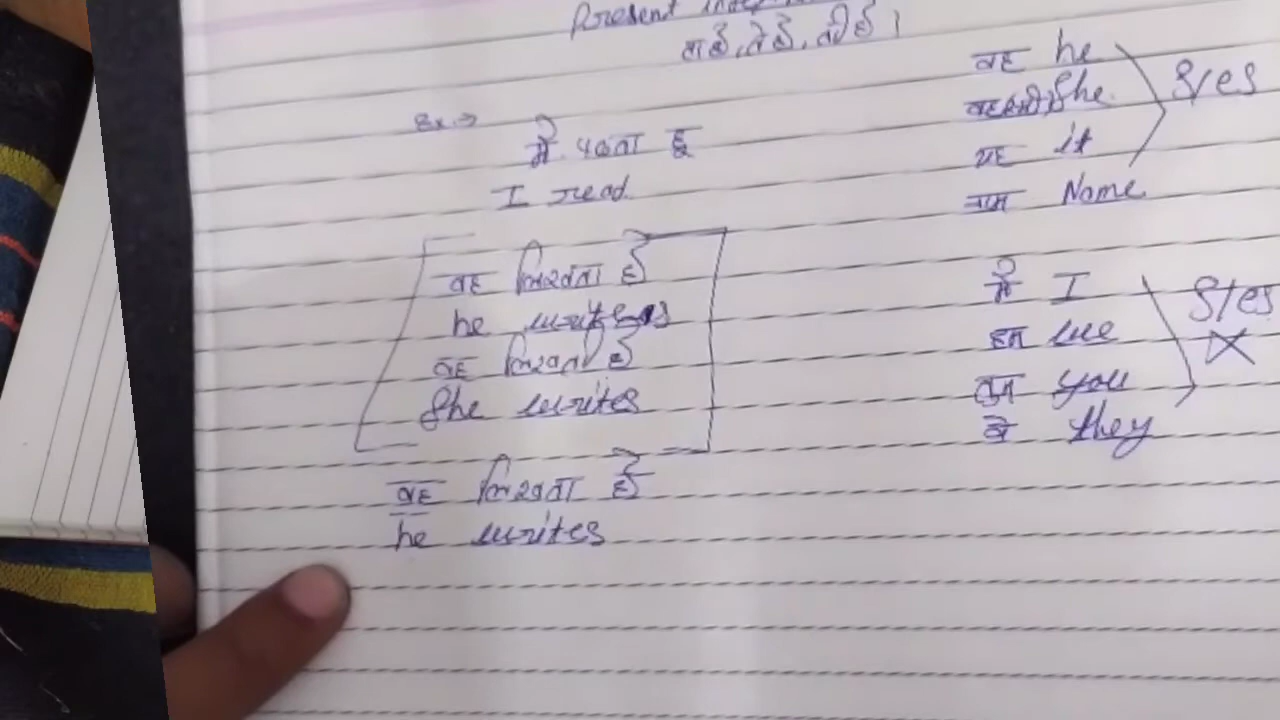 Present
ता है, ते है, ती है ।
Ex →
मै पढता हू
I read
वह लिखता है
he writes
वह लिखती है
She writes
वह लिखता है
he writes
वह he
वह She
यह it
नाम Name
S/es
मै I
हम we
तुम you
वे they
S/es
X